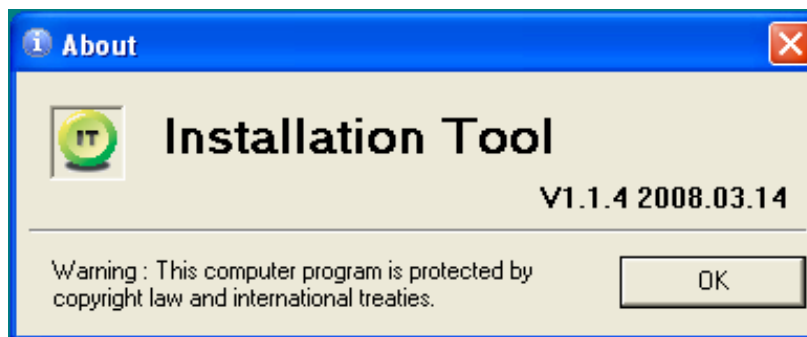 About
IT
Installation Tool
V1.1.4 2008.03.14
Warning : This computer program is protected by
copyright law and international treaties.
OK